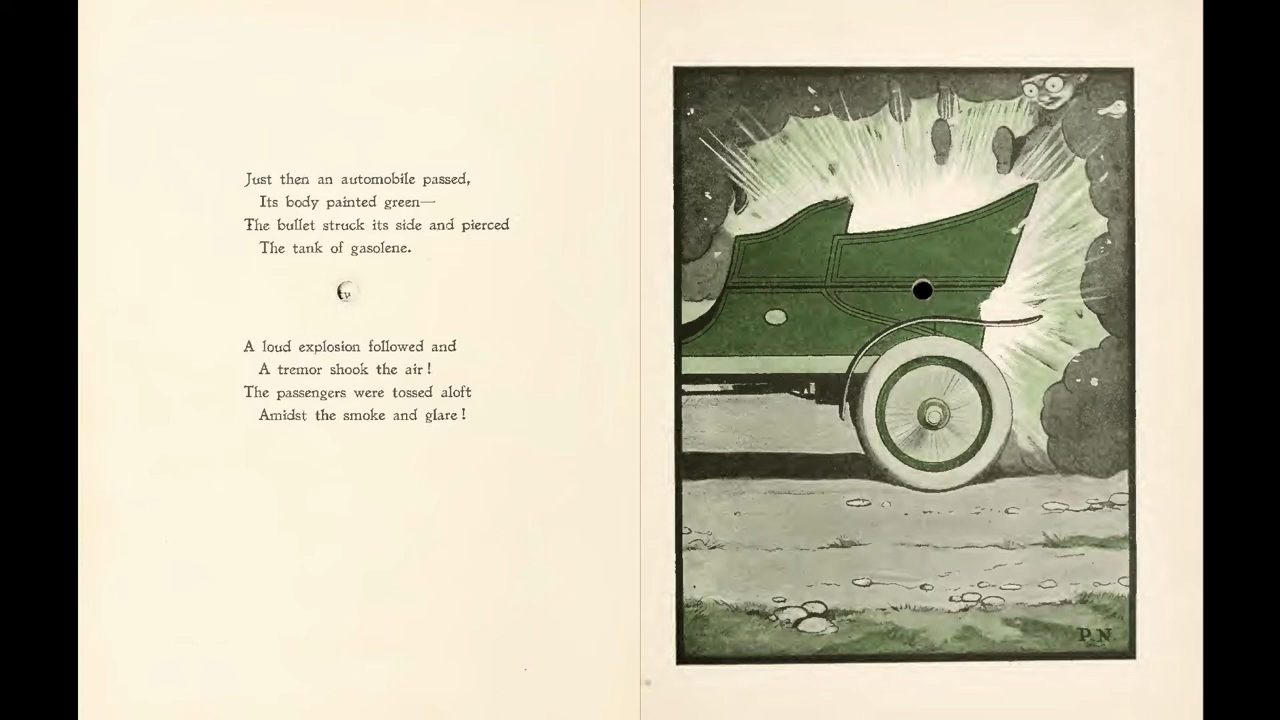 Just then an automobile passed,
Its body painted green—
The bullet struck its side and pierced
The tank of gasolene.
A loud explosion followed and
A tremor shook the air!
The passengers were tossed aloft
Amidst the smoke and glare!
P.N